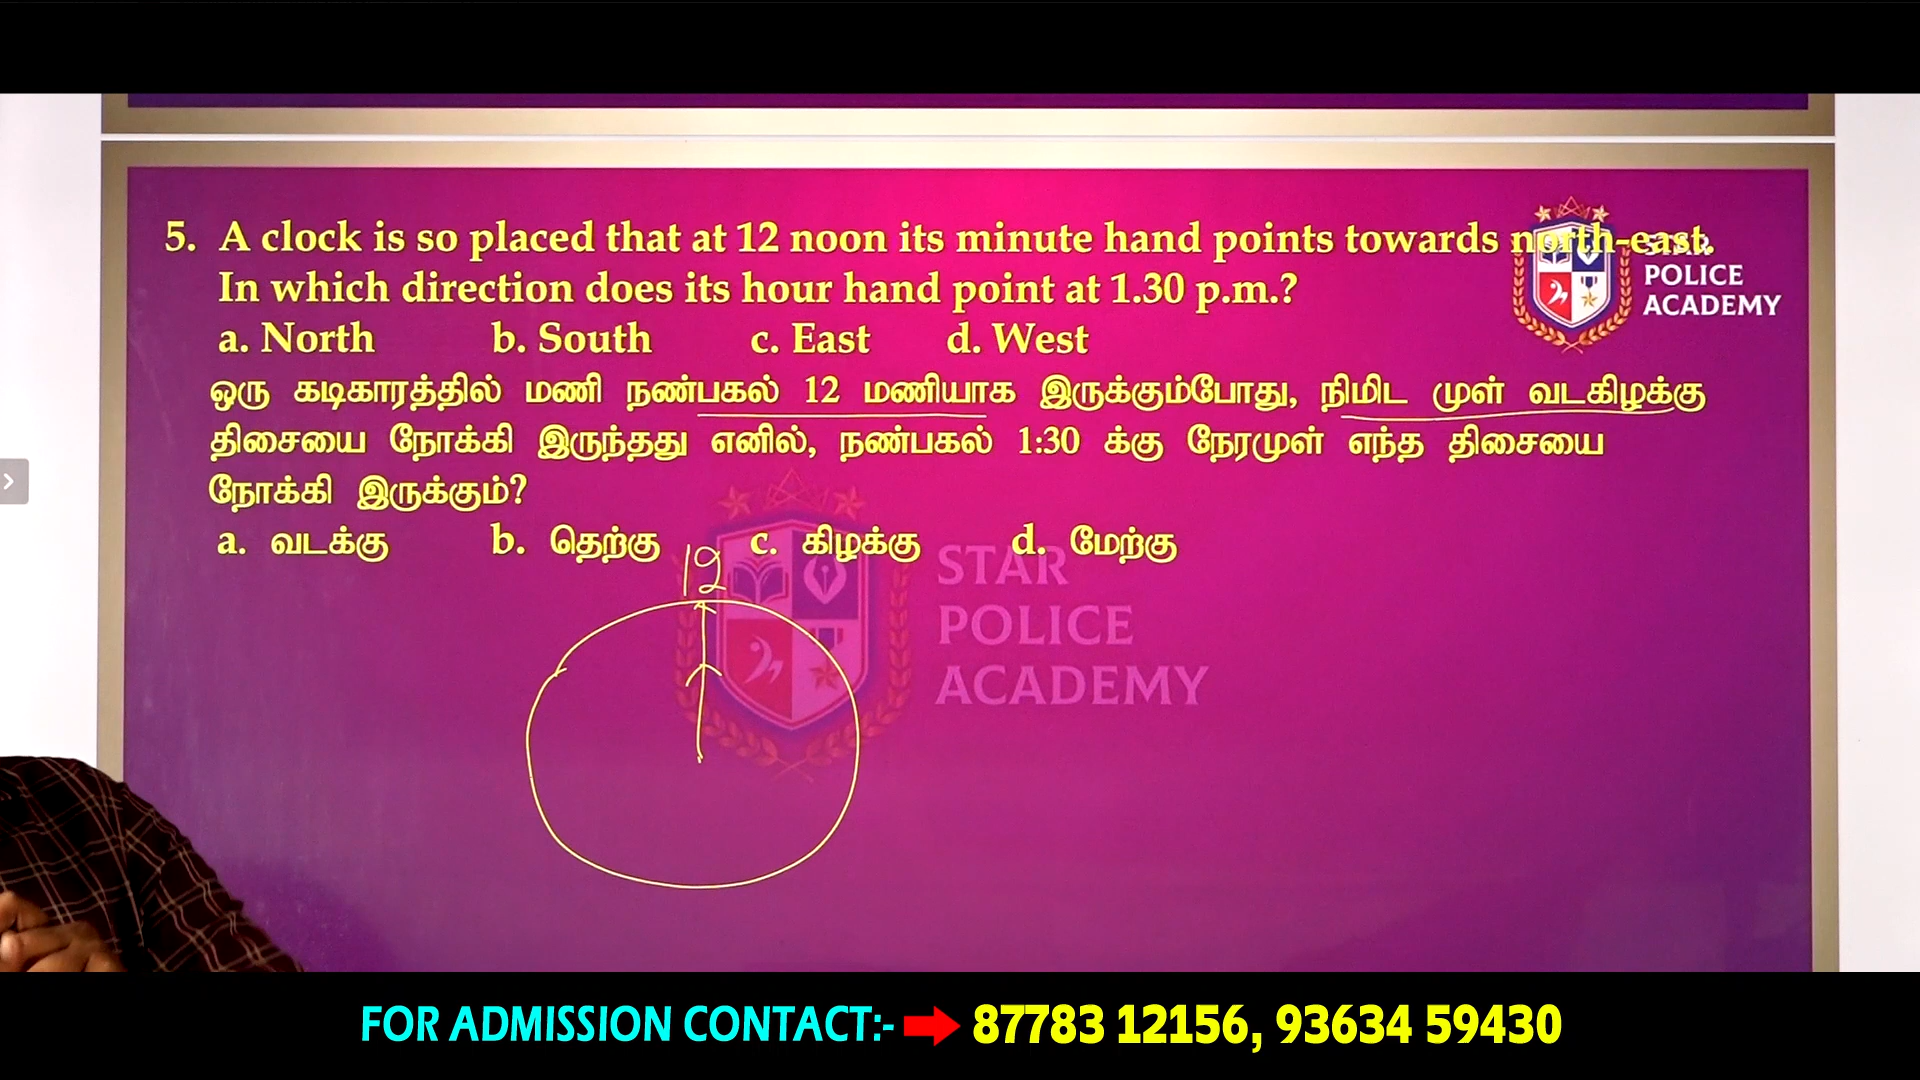 5. A clock is so placed that at 12 noon its minute hand points towards north-east.
In which direction does its hour hand point at 1.30 p.m.?
a. North b. South c. East d. West
ஒரு கடிகாரத்தில் மணி நண்பகல் 12 மணியாக இருக்கும்போது, நிமிட முள் வடகிழக்கு
திசையை நோக்கி இருந்தது எனில், நண்பகல் 1:30 க்கு நேரமுள் எந்த திசையை
நோக்கி இருக்கும்?
a. வடக்கு b. தெற்கு c. கிழக்கு d. மேற்கு
12
STAR
POLICE
ACADEMY
STAR
POLICE
ACADEMY
FOR ADMISSION CONTACT:- 87783 12156, 93634 59430